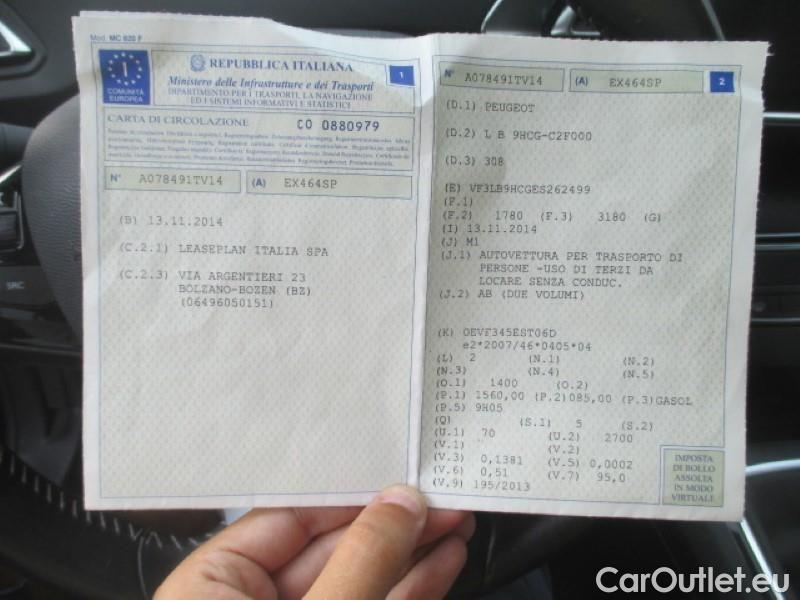 Mod. MC 820 F
COMUNITÀ
EUROPEA
REPUBBLICA ITALIANA
1
Ministero delle Infrastrutture e dei Trasporti
DIPARTIMENTO PER I TRASPORTI, LA NAVIGAZIONE
ED I SISTEMI INFORMATIVI E STATISTICI
CARTA DI CIRCOLAZIONE CO 0880979
N° A078491TV14 (A) EX464SP
(B) 13.11.2014
(C.2.1) LEASEPLAN ITALIA SPA
(C.2.3) VIA ARGENTIERI 23
BOLZANO-BOZEN (BZ)
(06496050151)
N° A078491TV14 (A) EX464SP 2
(D.1) PEUGEOT
(D.2) L B 9HCG-C2F000
(D.3) 308
(E) VF3LB9HCGES262499
(F.1)
(F.2) 1780 (F.3) 3180 (G)
(I) 13.11.2014
(J) M1
(J.1) AUTOVETTURA PER TRASPORTO DI
PERSONE -USO DI TERZI DA
LOCARE SENZA CONDUC.
(J.2) AB (DUE VOLUMI)
(K) OEVF345EST06D
e2*2007/46*0405*04
(L) 2 (N.1) (N.2)
(N.3) (N.4) (N.5)
(O.1) 1400 (O.2)
(P.1) 1560,00 (P.2)085,00 (P.3)GASOL
(P.5) 9H05
(Q) (S.1) 5 (S.2)
(U.1) 70 (U.2) 2700
(V.1) (V.2)
(V.3) 0,1381 (V.5) 0,0002
(V.6) 0,51 (V.7) 95,0
(V.9) 195/2013
IMPOSTA
DI BOLLO
ASSOLTA
IN MODO
VIRTUALE
SRC
CarOutlet.eu